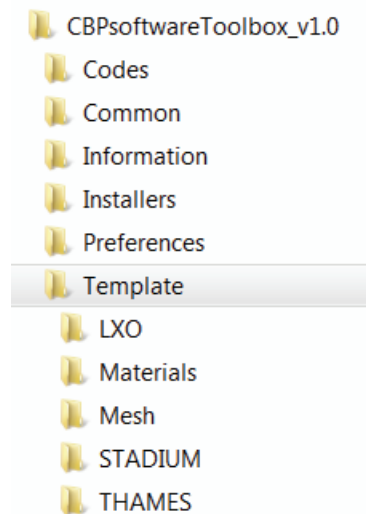 CBPsoftwareToolbox_v1.0
Codes
Common
Information
Installers
Preferences
Template
LXO
Materials
Mesh
STADIUM
THAMES